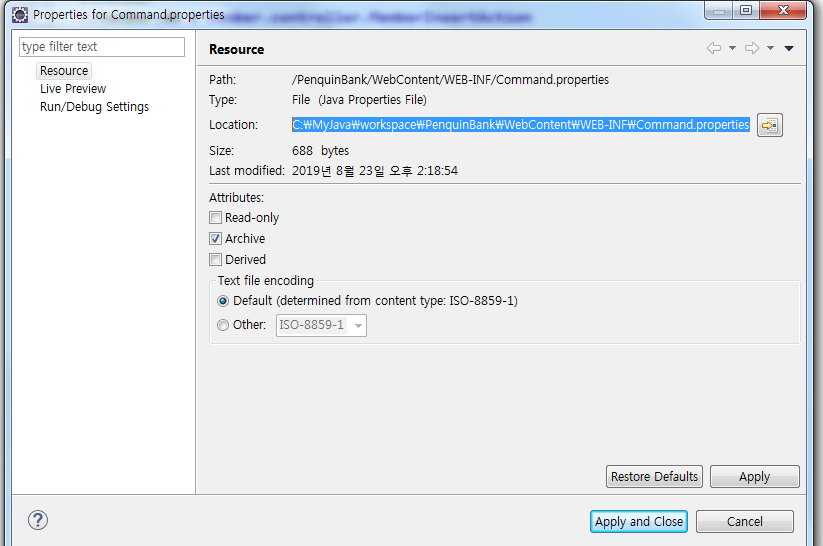 Properties for Command.properties
member.controller.MemberInsertAction
type filter text
Resource
Live Preview
Run/Debug Settings
Resource
Path: /PenquinBank/WebContent/WEB-INF/Command.properties
Type: File (Java Properties File)
Location: C:₩MyJava₩workspace₩PenquinBank₩WebContent₩WEB-INF₩Command.properties
Size: 688 bytes
Last modified: 2019년 8월 23일 오후 2:18:54
Attributes:
Read-only
Archive
Derived
Text file encoding
Default (determined from content type: ISO-8859-1)
Other: ISO-8859-1
Restore Defaults
Apply
?
Apply and Close
Cancel